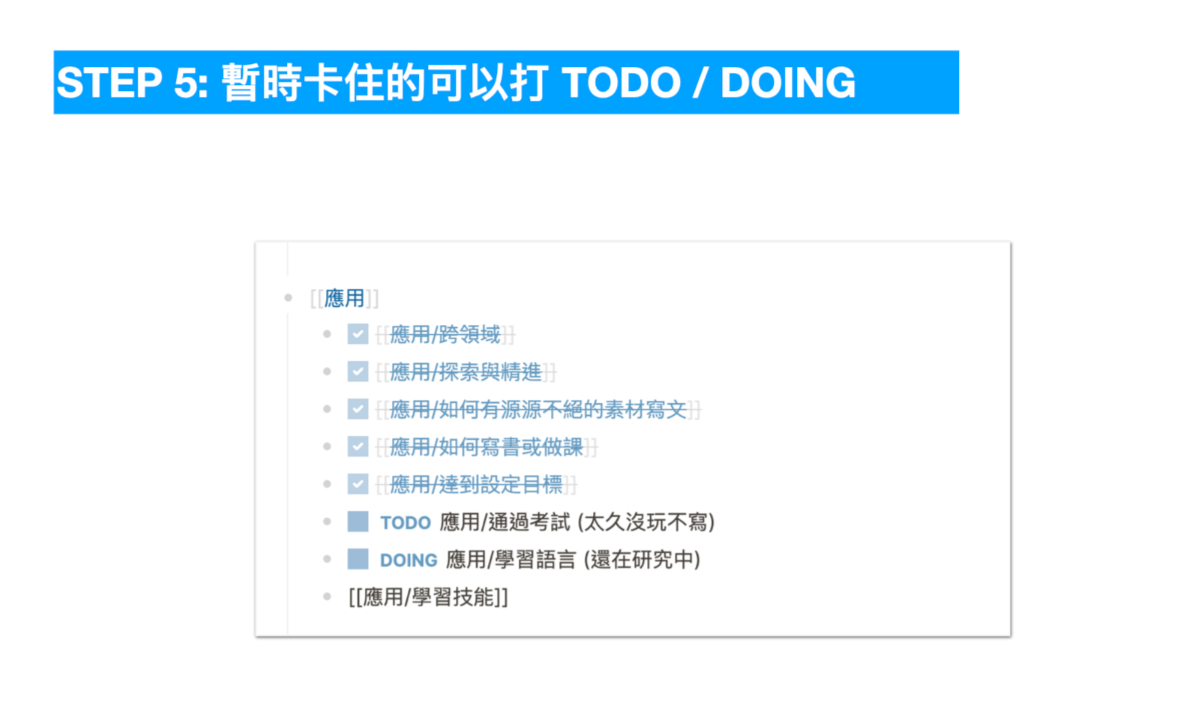 STEP 5: 暫時卡住的可以打 TODO / DOING
[[應用]]
[[應用/跨領域]]
[[應用/探索與精進]]
[[應用/如何有源源不絕的素材寫文]]
[[應用/如何寫書或做課]]
[[應用/達到設定目標]]
TODO 應用/通過考試 (太久沒玩不寫)
DOING 應用/學習語言 (還在研究中)
[[應用/學習技能]]